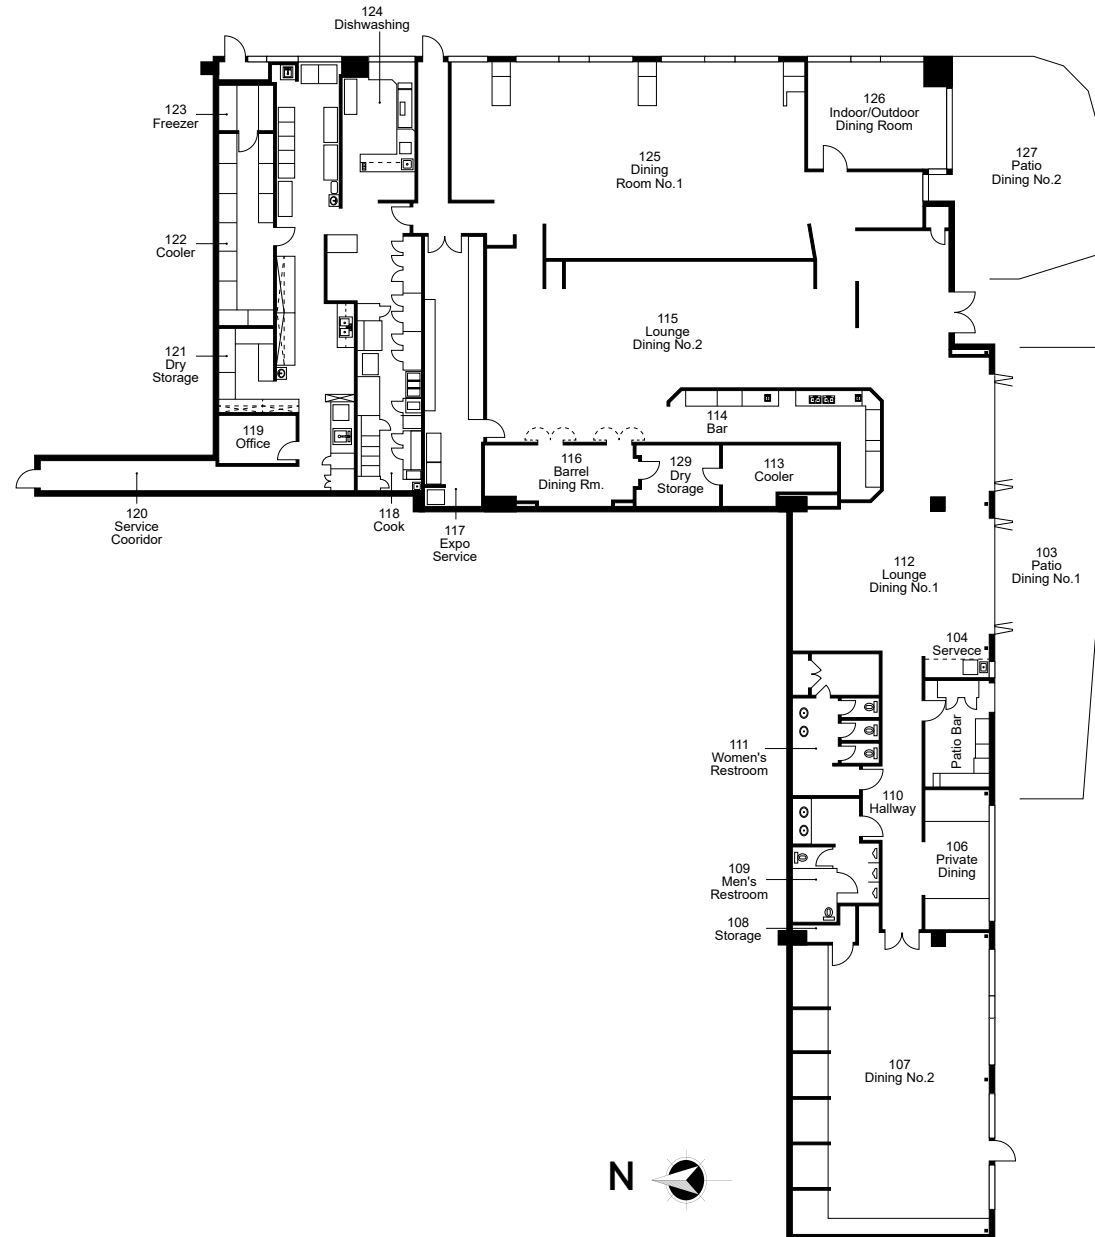 124
Dishwashing
123
Freezer
126
Indoor/Outdoor
Dining Room
125
Dining
Room No.1
127
Patio
Dining No.2
122
Cooler
115
Lounge
Dining No.2
121
Dry
Storage
114
Bar
119
Office
116
Barrel
Dining Rm.
129
Dry
Storage
113
Cooler
120
Service
Cooridor
118
Cook
117
Expo
Service
112
Lounge
Dining No.1
103
Patio
Dining No.1
104
Servece
111
Women's
Restroom
Patio Bar
110
Hallway
106
Private
Dining
109
Men's
Restroom
108
Storage
107
Dining No.2
N